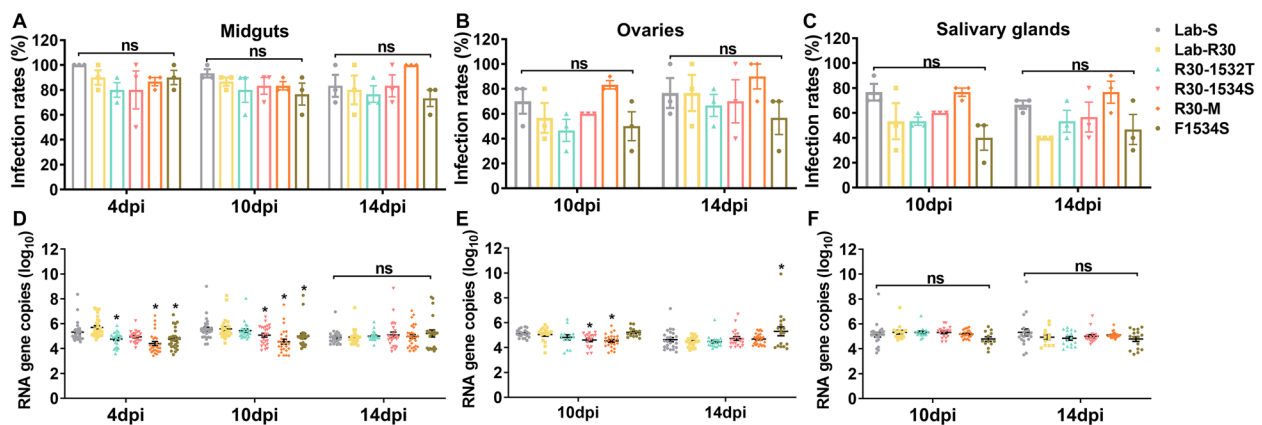 A
Midguts
Infection rates (%)
120
100
80
60
40
20
0
ns
ns
ns
4dpi
10dpi
14dpi
B
Ovaries
Infection rates (%)
120
100
80
60
40
20
0
ns
ns
10dpi
14dpi
C
Salivary glands
Infection rates (%)
120
100
80
60
40
20
0
ns
ns
10dpi
14dpi
Lab-S
Lab-R30
R30-1532T
R30-1534S
R30-M
F1534S
D
RNA gene copies (log10)
12
10
8
6
4
2
0
* * *
* * *
ns
4dpi
10dpi
14dpi
E
RNA gene copies (log10)
12
10
8
6
4
2
0
* *
*
10dpi
14dpi
F
RNA gene copies (log10)
12
10
8
6
4
2
0
ns
ns
10dpi
14dpi